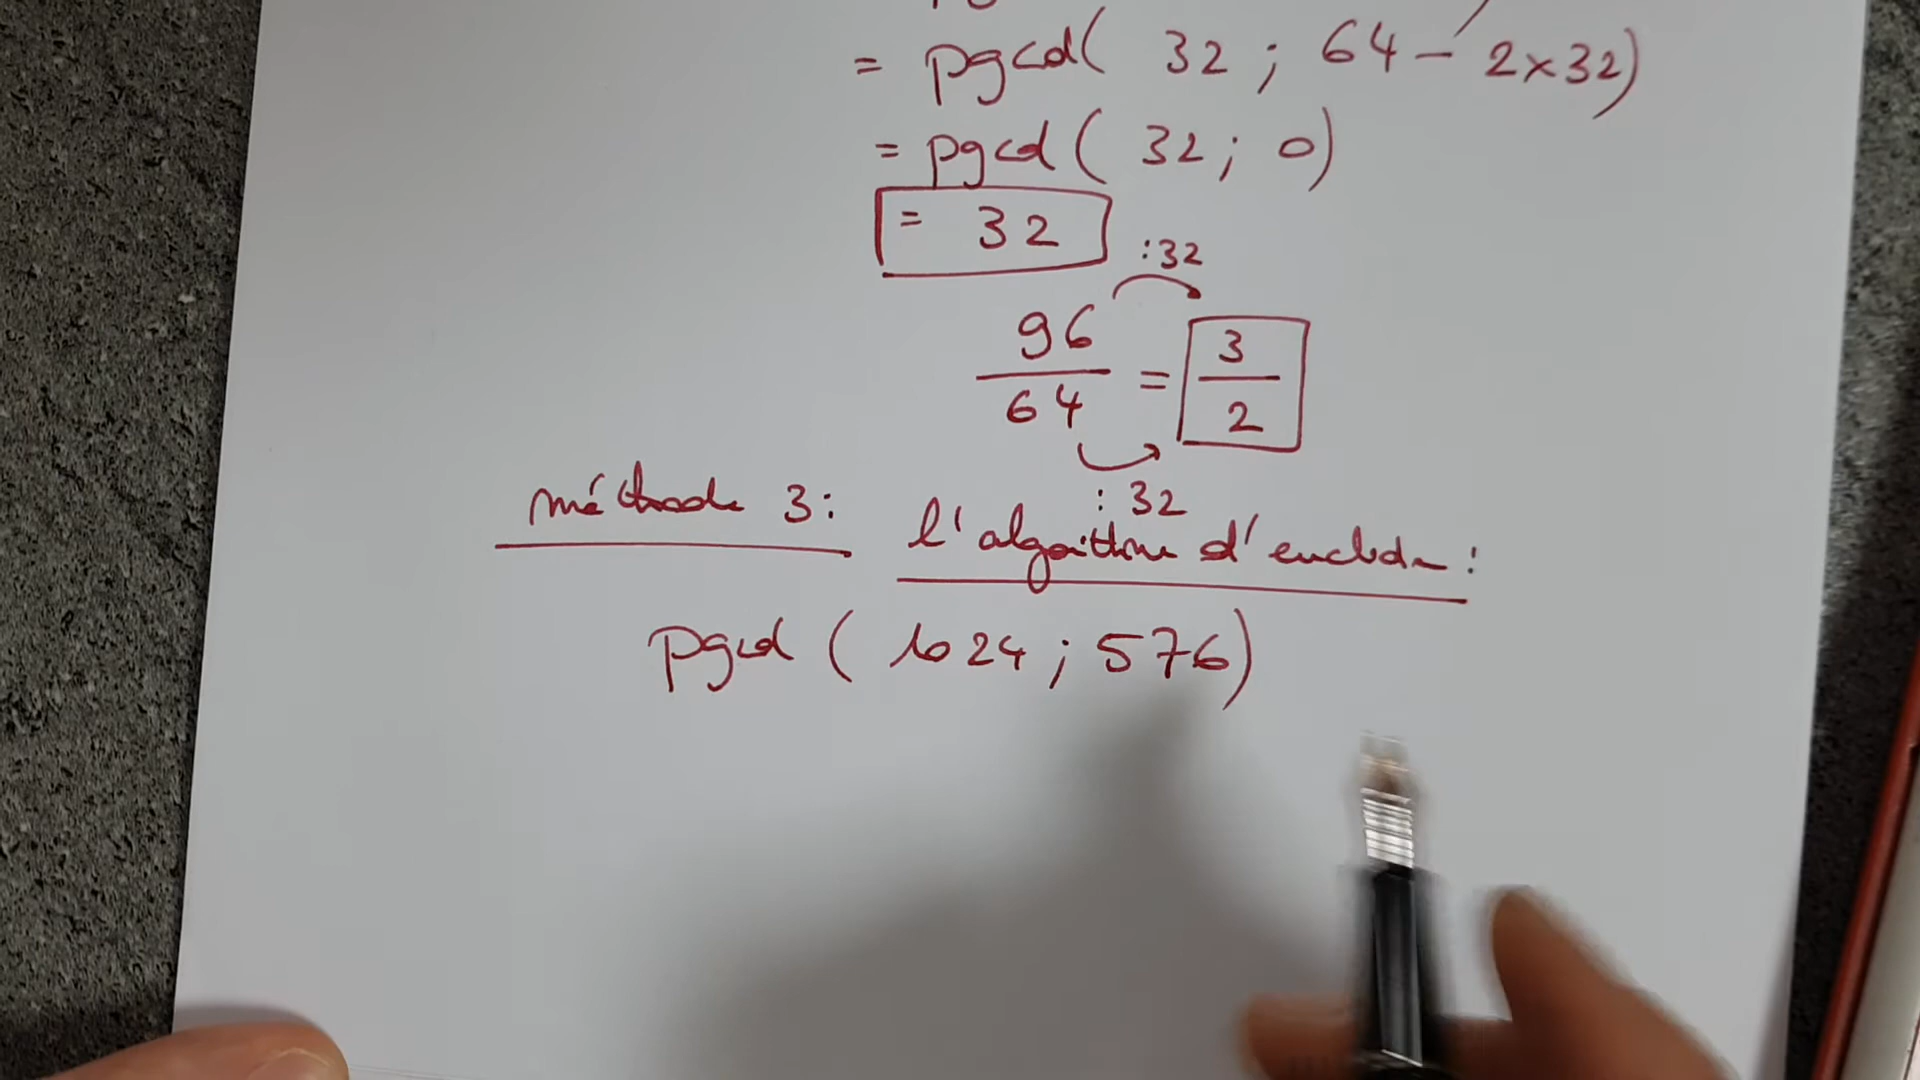 = pgcd( 32 ; 64 - 2×32)
= pgcd ( 32 ; 0)
= 32
:32
96
64
=
3
2
: 32
méthode 3: l'algorithme d'euclide :
pgcd ( 1024 ; 576)